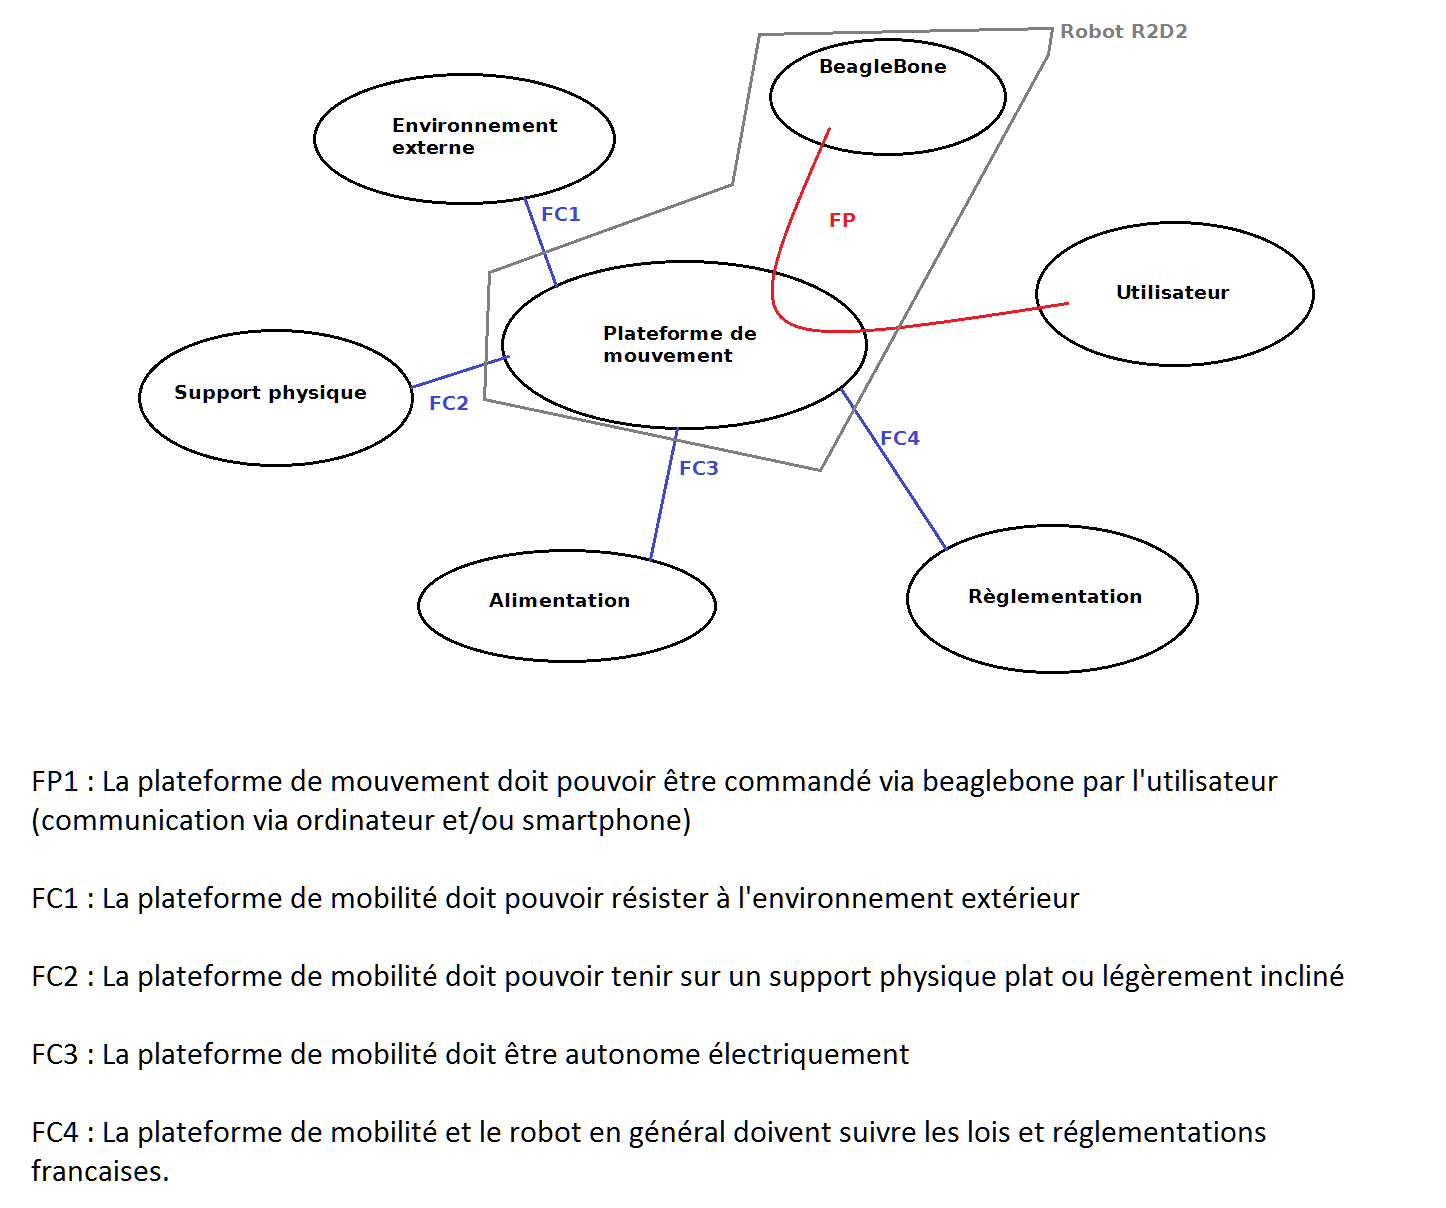 Robot R2D2
BeagleBone
Environnement
externe
FC1
FP
Utilisateur
Plateforme de
mouvement
Support physique
FC2
FC4
FC3
Alimentation
Règlementation
FP1 : La plateforme de mouvement doit pouvoir être commandé via beaglebone par l'utilisateur
(communication via ordinateur et/ou smartphone)
FC1 : La plateforme de mobilité doit pouvoir résister à l'environnement extérieur
FC2 : La plateforme de mobilité doit pouvoir tenir sur un support physique plat ou légèrement incliné
FC3 : La plateforme de mobilité doit être autonome électriquement
FC4 : La plateforme de mobilité et le robot en général doivent suivre les lois et réglementations
francaises.